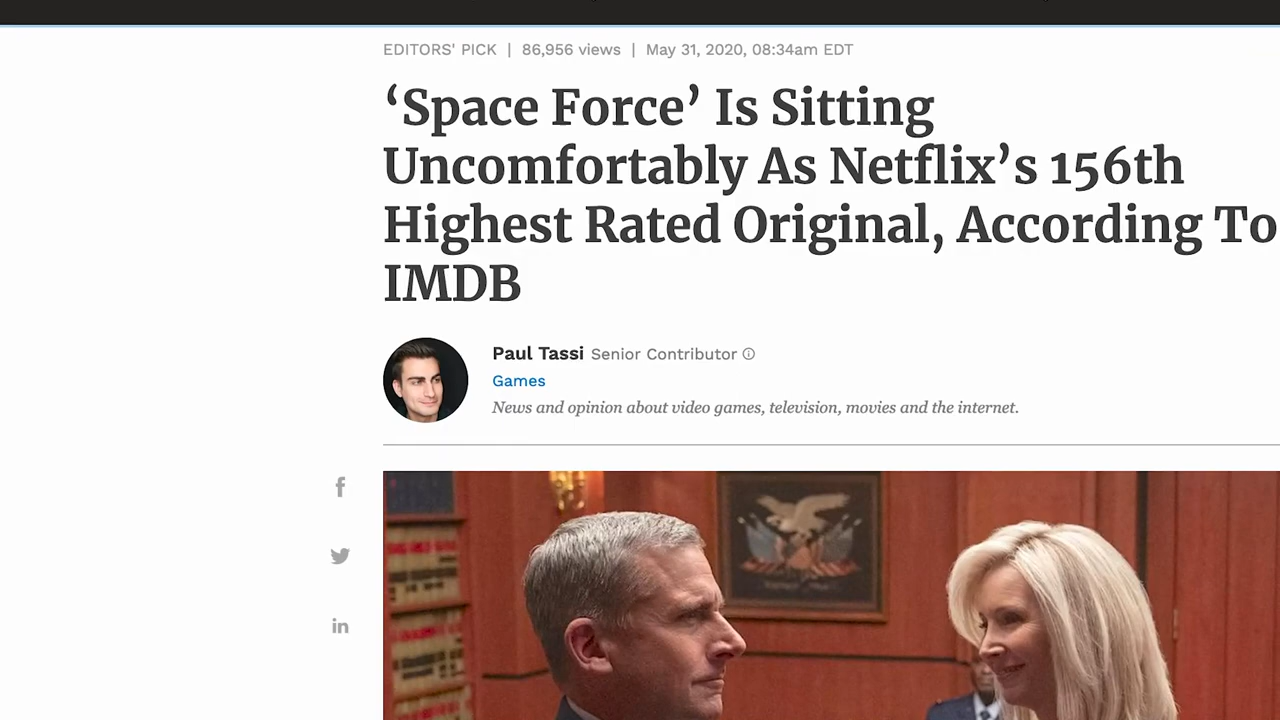 EDITORS' PICK | 86,956 views | May 31, 2020, 08:34am EDT
‘Space Force’ Is Sitting
Uncomfortably As Netflix’s 156th
Highest Rated Original, According To
IMDB
Paul Tassi Senior Contributor
Games
News and opinion about video games, television, movies and the internet.